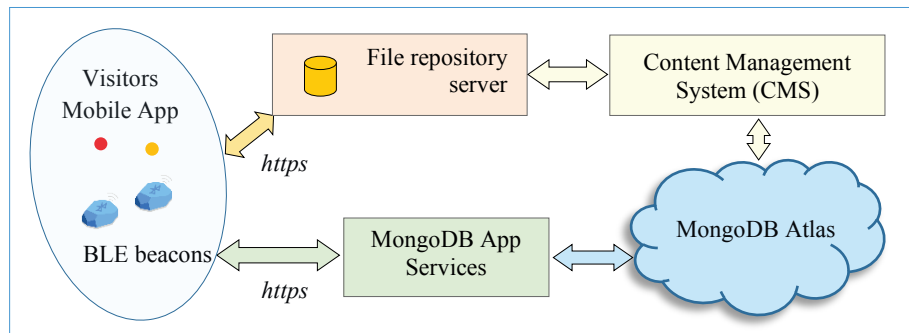 Visitors
Mobile App
BLE beacons
https
https
File repository
server
Content Management
System (CMS)
MongoDB App
Services
MongoDB Atlas